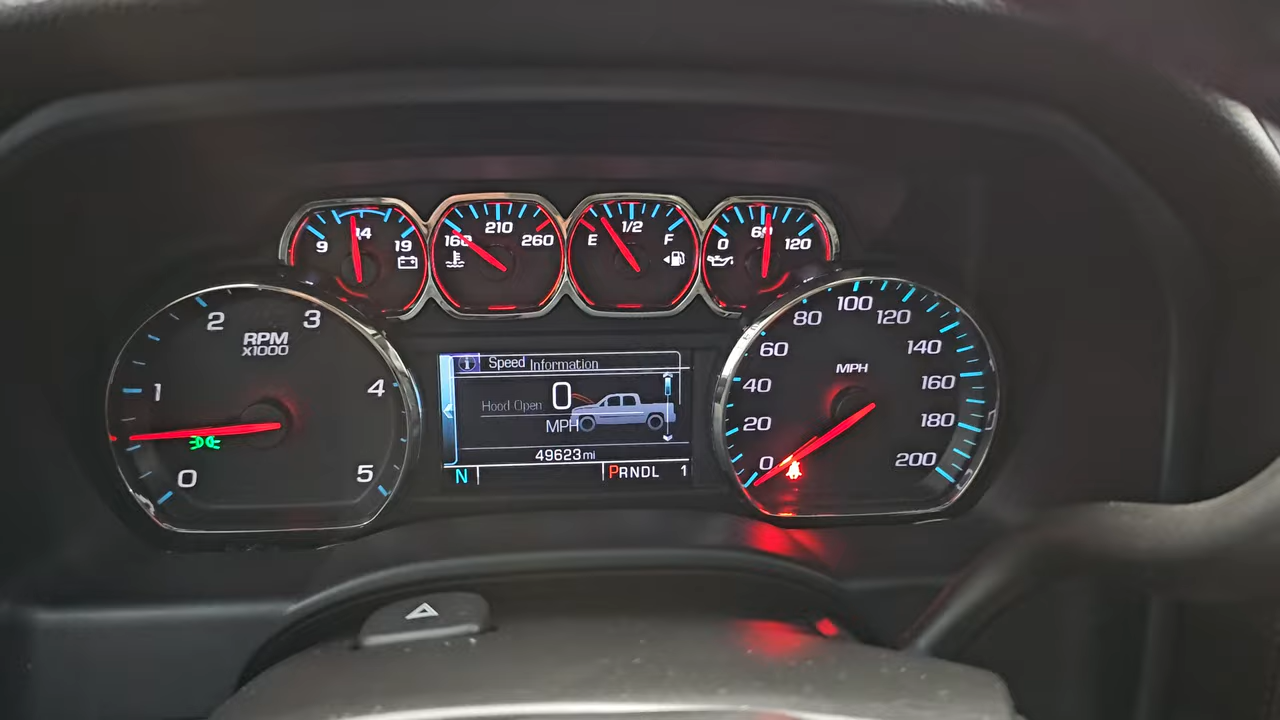 9 14 19
160 210 260
E 1/2 F
0 60 120
0 1 2 3 4 5
RPM
x1000
Speed Information
0
Hood Open
MPH
49623 mi
N PRNDL 1
MPH
0 20 40 60 80 100 120 140 160 180 200